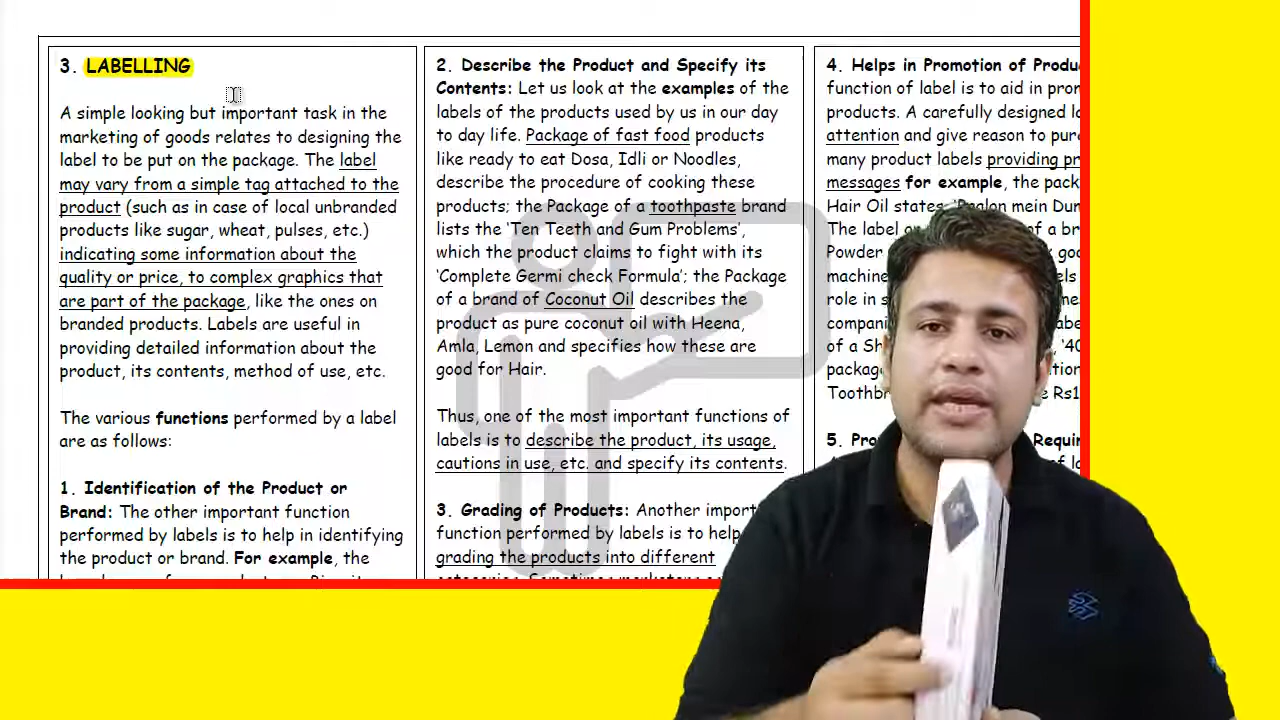 3. LABELLING
A simple looking but important task in the
marketing of goods relates to designing the
label to be put on the package. The label
may vary from a simple tag attached to the
product (such as in case of local unbranded
products like sugar, wheat, pulses, etc.)
indicating some information about the
quality or price, to complex graphics that
are part of the package, like the ones on
branded products. Labels are useful in
providing detailed information about the
product, its contents, method of use, etc.
The various functions performed by a label
are as follows:
1. Identification of the Product or
Brand: The other important function
performed by labels is to help in identifying
the product or brand. For example, the
2. Describe the Product and Specify its
Contents: Let us look at the examples of the
labels of the products used by us in our day
to day life. Package of fast food products
like ready to eat Dosa, Idli or Noodles,
describe the procedure of cooking these
products; the Package of a toothpaste brand
lists the ‘Ten Teeth and Gum Problems’,
which the product claims to fight with its
‘Complete Germi check Formula’; the Package
of a brand of Coconut Oil describes the
product as pure coconut oil with Heena,
Amla, Lemon and specifies how these are
good for Hair.
Thus, one of the most important functions of
labels is to describe the product, its usage,
cautions in use, etc. and specify its contents.
3. Grading of Products: Another
function performed by labels is to help
grading the products into different
4. Helps in Promotion of
function of label is to aid in
products. A carefully designed
attention and give reason to
many product labels providing
messages for example, the
Hair Oil states, mein
The label of a
Powder
machine
role in
of a
5.